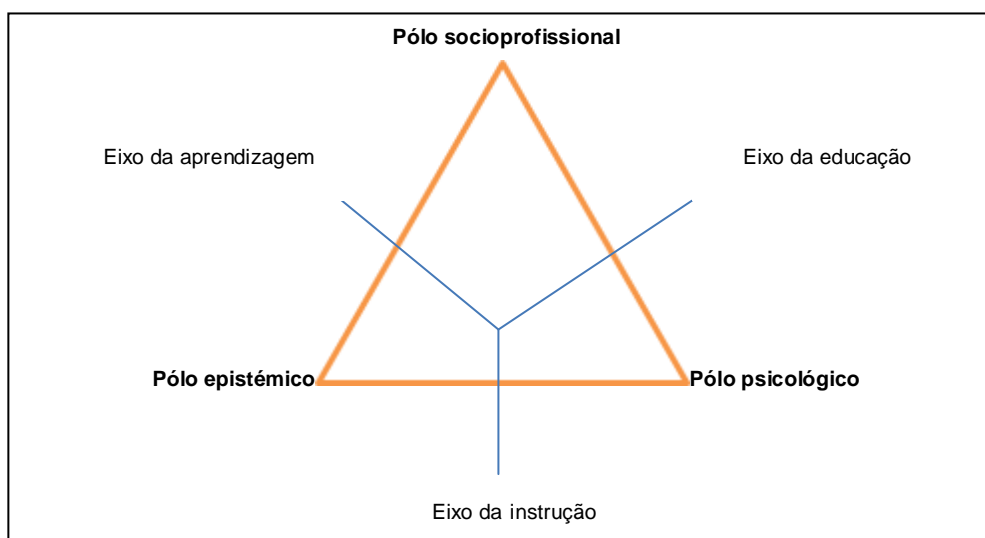 Pólo socioprofissional
Eixo da aprendizagem
Eixo da educação
Pólo epistémico
Pólo psicológico
Eixo da instrução